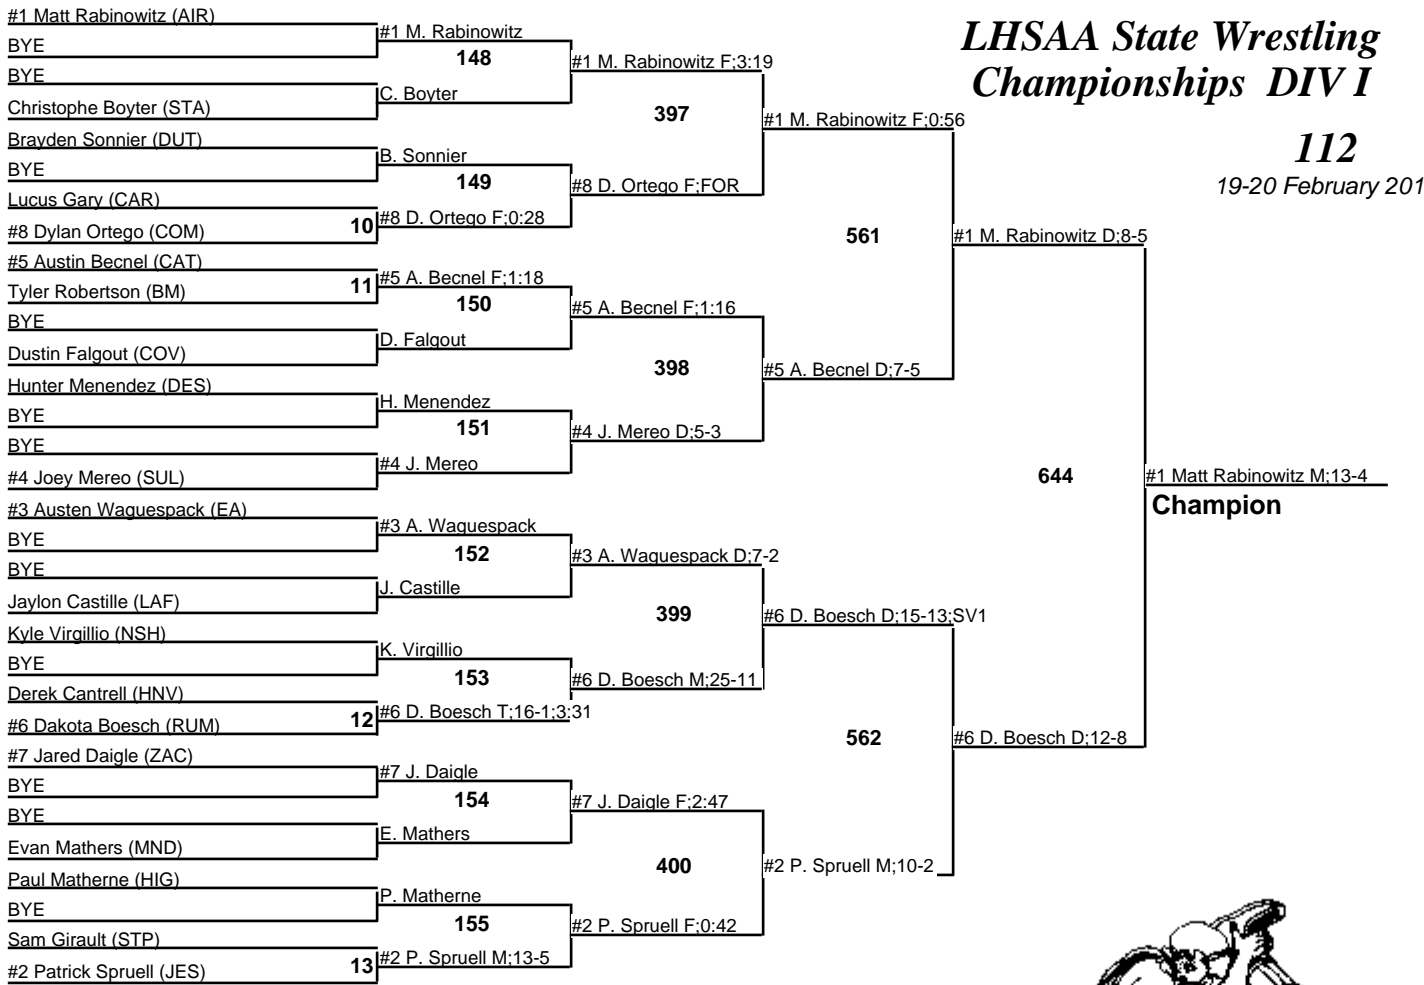 LHSAA State Wrestling
Championships DIV I
112
19-20 February 201
#1 Matt Rabinowitz (AIR)
BYE
BYE
Christophe Boyter (STA)
Brayden Sonnier (DUT)
BYE
Lucus Gary (CAR)
#8 Dylan Ortego (COM)
#5 Austin Becnel (CAT)
Tyler Robertson (BM)
BYE
Dustin Falgout (COV)
Hunter Menendez (DES)
BYE
BYE
#4 Joey Mereo (SUL)
#3 Austen Waguespack (EA)
BYE
BYE
Jaylon Castille (LAF)
Kyle Virgillio (NSH)
BYE
Derek Cantrell (HNV)
#6 Dakota Boesch (RUM)
#7 Jared Daigle (ZAC)
BYE
BYE
Evan Mathers (MND)
Paul Matherne (HIG)
BYE
Sam Girault (STP)
#2 Patrick Spruell (JES)
10
11
12
13
#1 M. Rabinowitz
148
C. Boyter
B. Sonnier
149
#8 D. Ortego F;0:28
#5 A. Becnel F;1:18
150
D. Falgout
H. Menendez
151
#4 J. Mereo
#3 A. Waguespack
152
J. Castille
K. Virgillio
153
#6 D. Boesch T;16-1;3:31
#7 J. Daigle
154
E. Mathers
P. Matherne
155
#2 P. Spruell M;13-5
#1 M. Rabinowitz F;3:19
397
#8 D. Ortego F;FOR
#5 A. Becnel F;1:16
398
#4 J. Mereo D;5-3
#3 A. Waguespack D;7-2
399
#6 D. Boesch M;25-11
#7 J. Daigle F;2:47
400
#2 P. Spruell F;0:42
#1 M. Rabinowitz F;0:56
561
#5 A. Becnel D;7-5
#6 D. Boesch D;15-13;SV1
562
#2 P. Spruell M;10-2
#1 M. Rabinowitz D;8-5
644
#6 D. Boesch D;12-8
#1 Matt Rabinowitz M;13-4
Champion